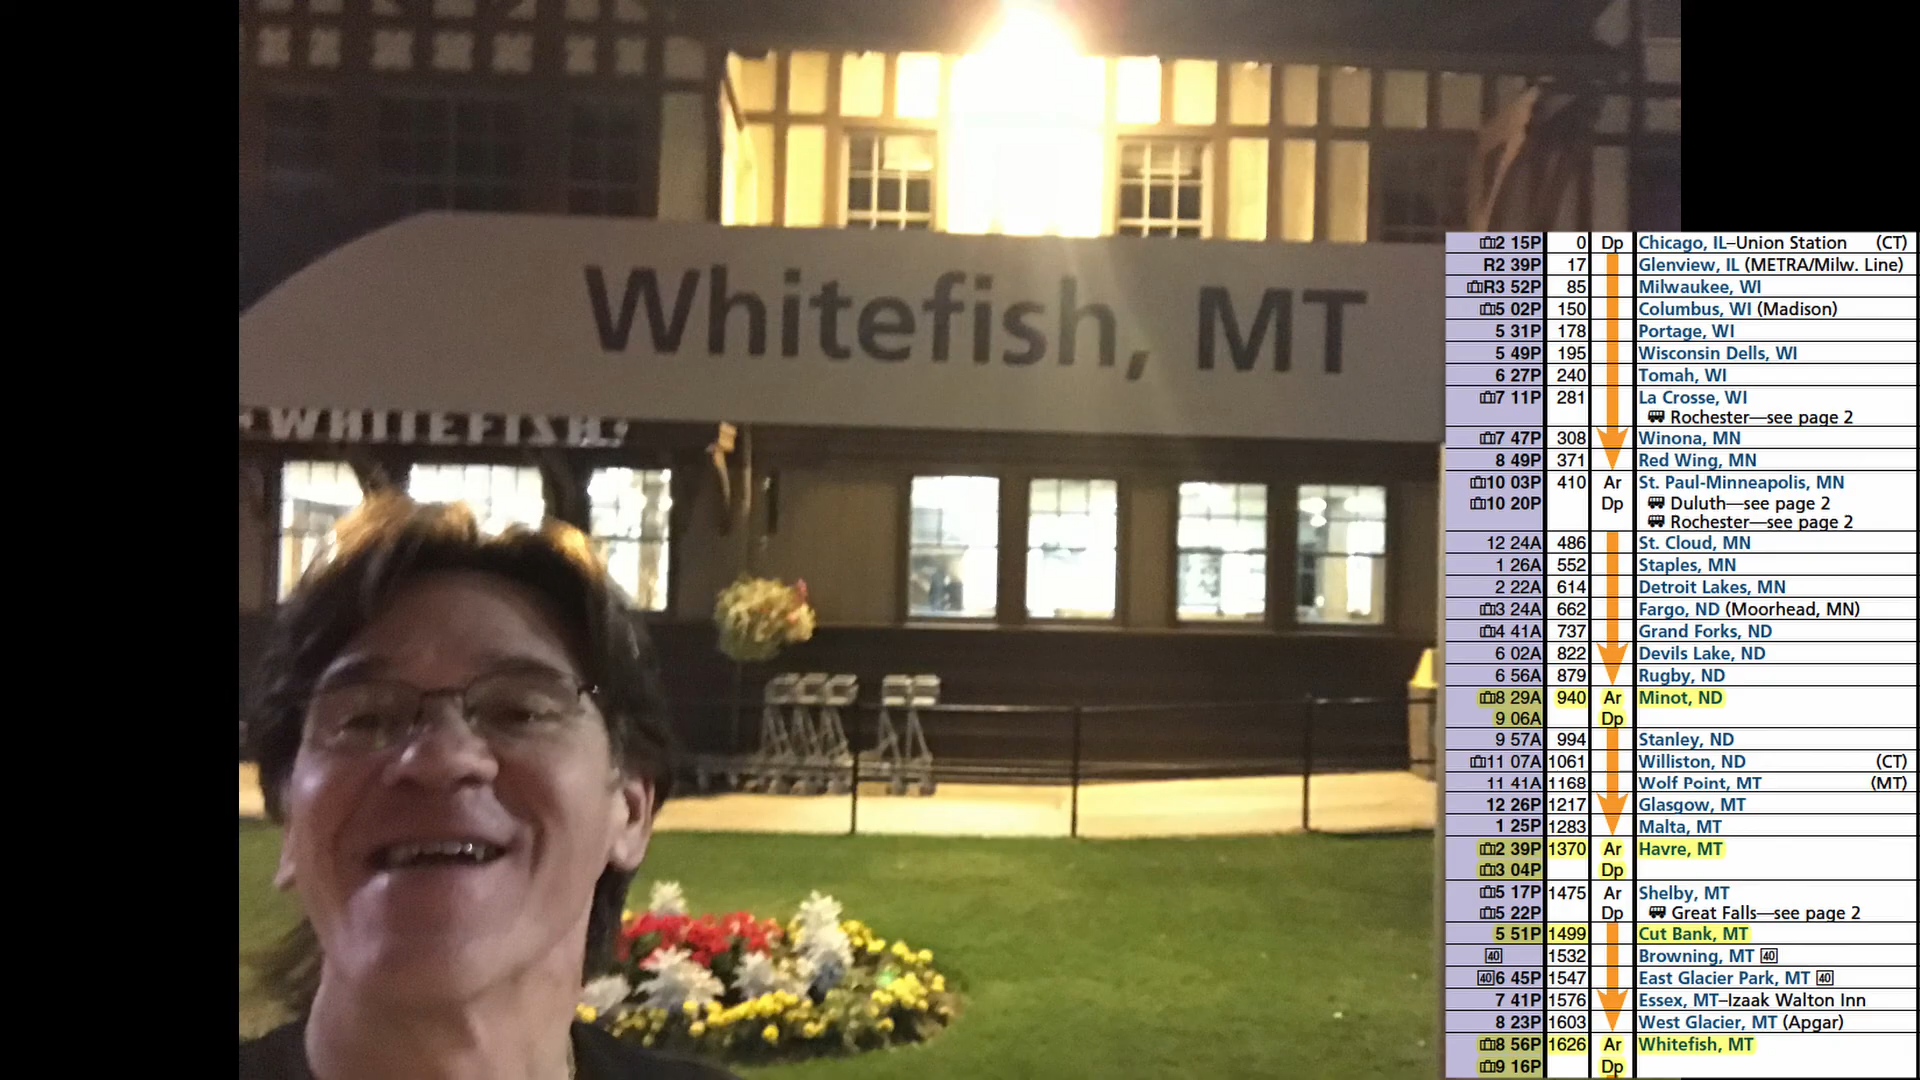 Whitefish, MT
WHITEFISH
2 15P 0 Dp Chicago, IL–Union Station (CT)
R2 39P 17 Glenview, IL (METRA/Milw. Line)
R3 52P 85 Milwaukee, WI
5 02P 150 Columbus, WI (Madison)
5 31P 178 Portage, WI
5 49P 195 Wisconsin Dells, WI
6 27P 240 Tomah, WI
7 11P 281 La Crosse, WI
Rochester—see page 2
7 47P 308 Winona, MN
8 49P 371 Red Wing, MN
10 03P 410 Ar St. Paul-Minneapolis, MN
10 20P Dp Duluth—see page 2
Rochester—see page 2
12 24A 486 St. Cloud, MN
1 26A 552 Staples, MN
2 22A 614 Detroit Lakes, MN
3 24A 662 Fargo, ND (Moorhead, MN)
4 41A 737 Grand Forks, ND
6 02A 822 Devils Lake, ND
6 56A 879 Rugby, ND
8 29A 940 Ar Minot, ND
9 06A Dp
9 57A 994 Stanley, ND
11 07A 1061 Williston, ND (CT)
11 41A 1168 Wolf Point, MT (MT)
12 26P 1217 Glasgow, MT
1 25P 1283 Malta, MT
2 39P 1370 Ar Havre, MT
3 04P Dp
5 17P 1475 Ar Shelby, MT
5 22P Dp Great Falls—see page 2
5 51P 1499 Cut Bank, MT
40 1532 Browning, MT 40
40 6 45P 1547 East Glacier Park, MT 40
7 41P 1576 Essex, MT–Izaak Walton Inn
8 23P 1603 West Glacier, MT (Apgar)
8 56P 1626 Ar Whitefish, MT
9 16P Dp